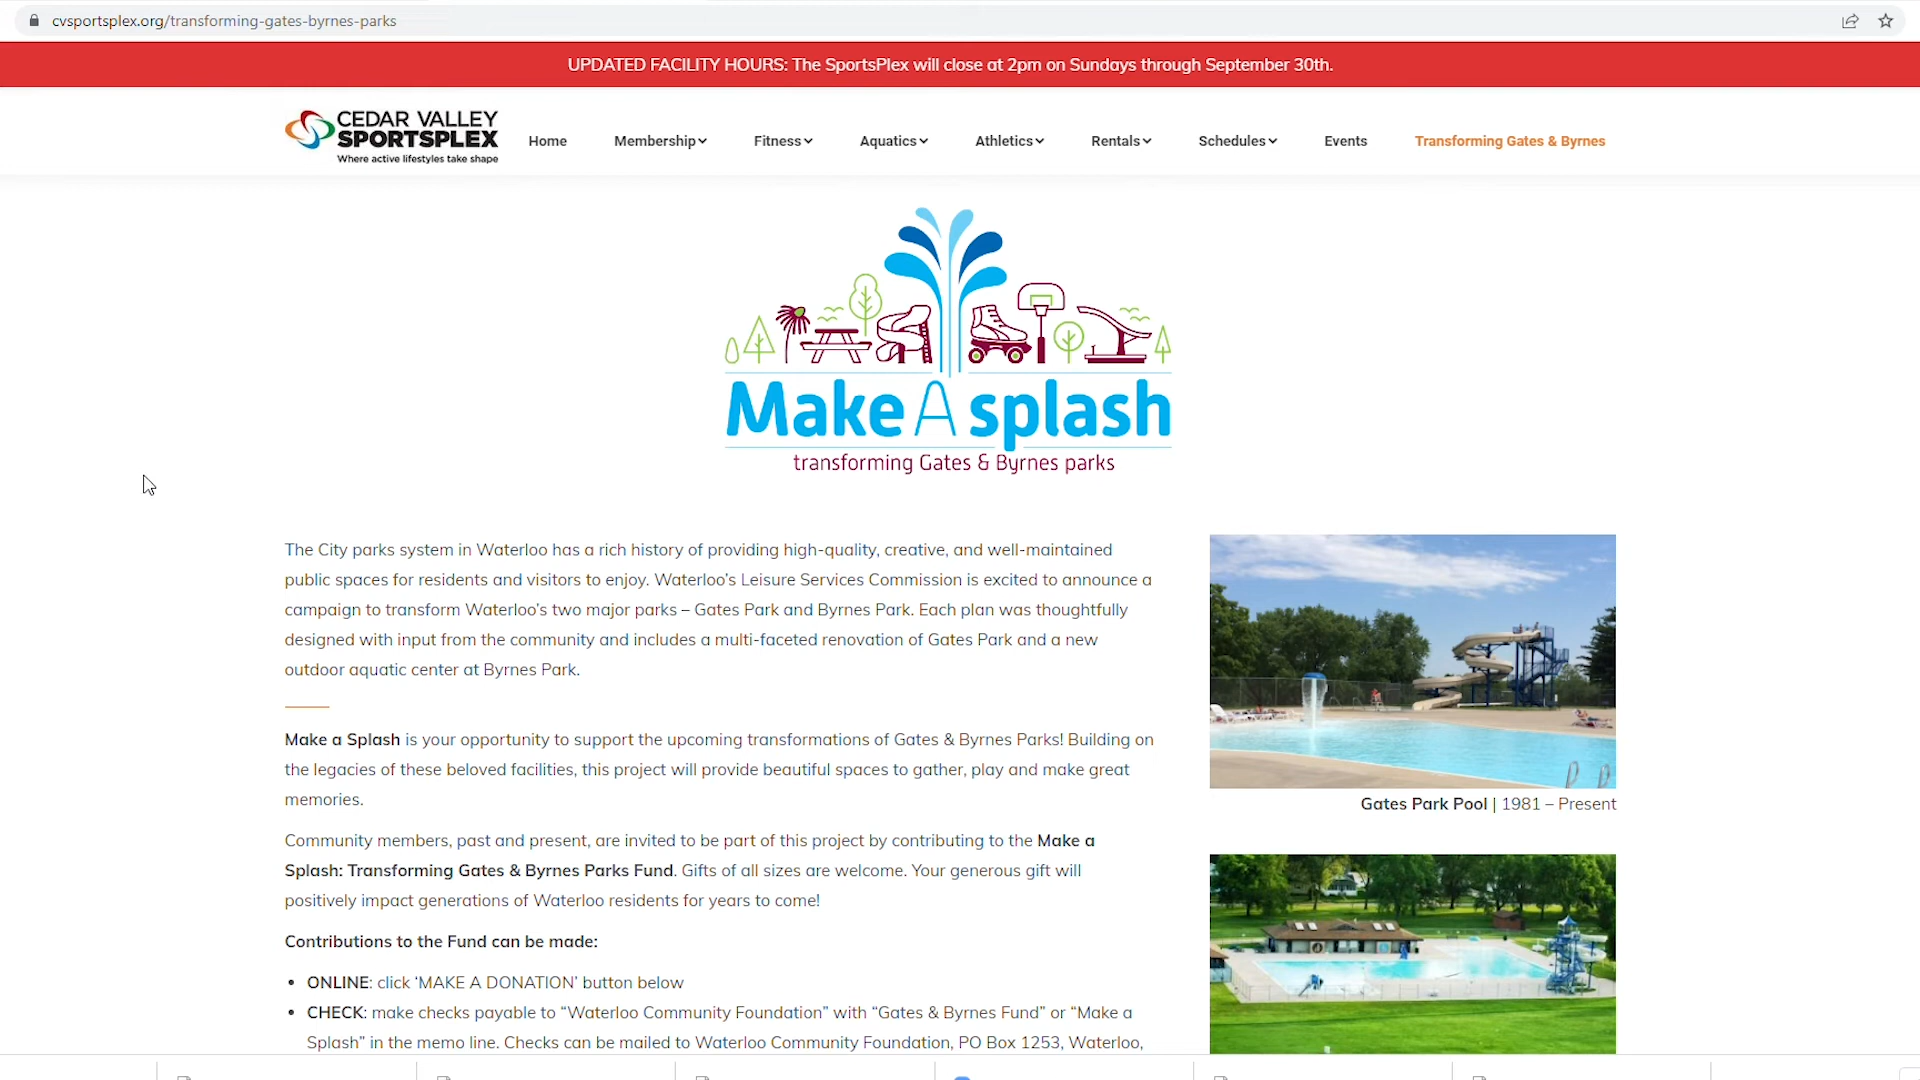 cvsportsplex.org/transforming-gates-byrnes-parks
UPDATED FACILITY HOURS: The SportsPlex will close at 2pm on Sundays through September 30th.
CEDAR VALLEY
SPORTSPLEX
Where active lifestyles take shape
Home Membership Fitness Aquatics Athletics Rentals Schedules Events Transforming Gates & Byrnes
Make A splash
transforming Gates & Byrnes parks
The City parks system in Waterloo has a rich history of providing high-quality, creative, and well-maintained
public spaces for residents and visitors to enjoy. Waterloo's Leisure Services Commission is excited to announce a
campaign to transform Waterloo's two major parks – Gates Park and Byrnes Park. Each plan was thoughtfully
designed with input from the community and includes a multi-faceted renovation of Gates Park and a new
outdoor aquatic center at Byrnes Park.
Make a Splash is your opportunity to support the upcoming transformations of Gates & Byrnes Parks! Building on
the legacies of these beloved facilities, this project will provide beautiful spaces to gather, play and make great
memories.
Community members, past and present, are invited to be part of this project by contributing to the Make a
Splash: Transforming Gates & Byrnes Parks Fund. Gifts of all sizes are welcome. Your generous gift will
positively impact generations of Waterloo residents for years to come!
Contributions to the Fund can be made:
• ONLINE: click ‘MAKE A DONATION’ button below
• CHECK: make checks payable to “Waterloo Community Foundation” with “Gates & Byrnes Fund” or “Make a
Splash” in the memo line. Checks can be mailed to Waterloo Community Foundation, PO Box 1253, Waterloo,
Gates Park Pool | 1981 – Present